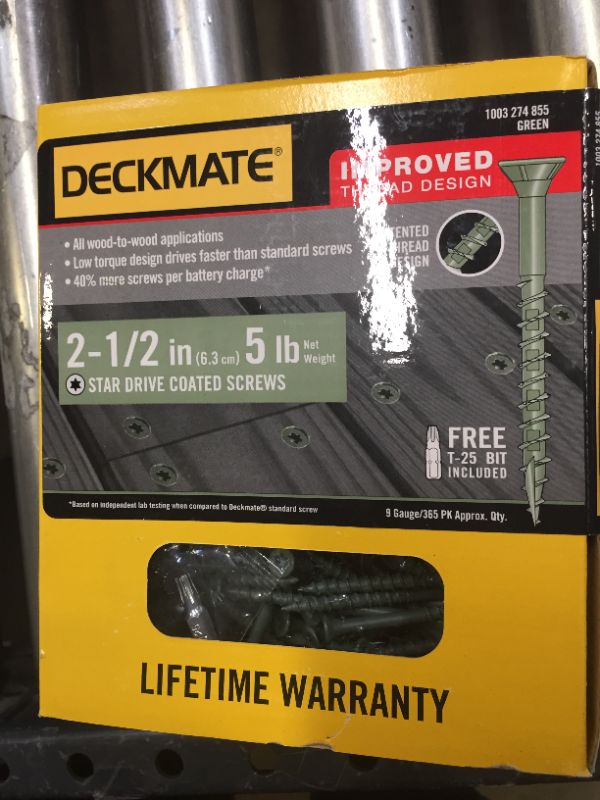 1003 274 855
GREEN
DECKMATE®
IMPROVED
THREAD DESIGN
• All wood-to-wood applications
• Low torque design drives faster than standard screws
• 40% more screws per battery charge*
PATENTED
THREAD
DESIGN
2-1/2 in (6.3 cm) 5 lb Net Weight
STAR DRIVE COATED SCREWS
FREE
T-25 BIT
INCLUDED
*Based on independent lab testing when compared to Deckmate® standard screw
9 Gauge/365 PK Approx. Qty.
LIFETIME WARRANTY
1003 274 855